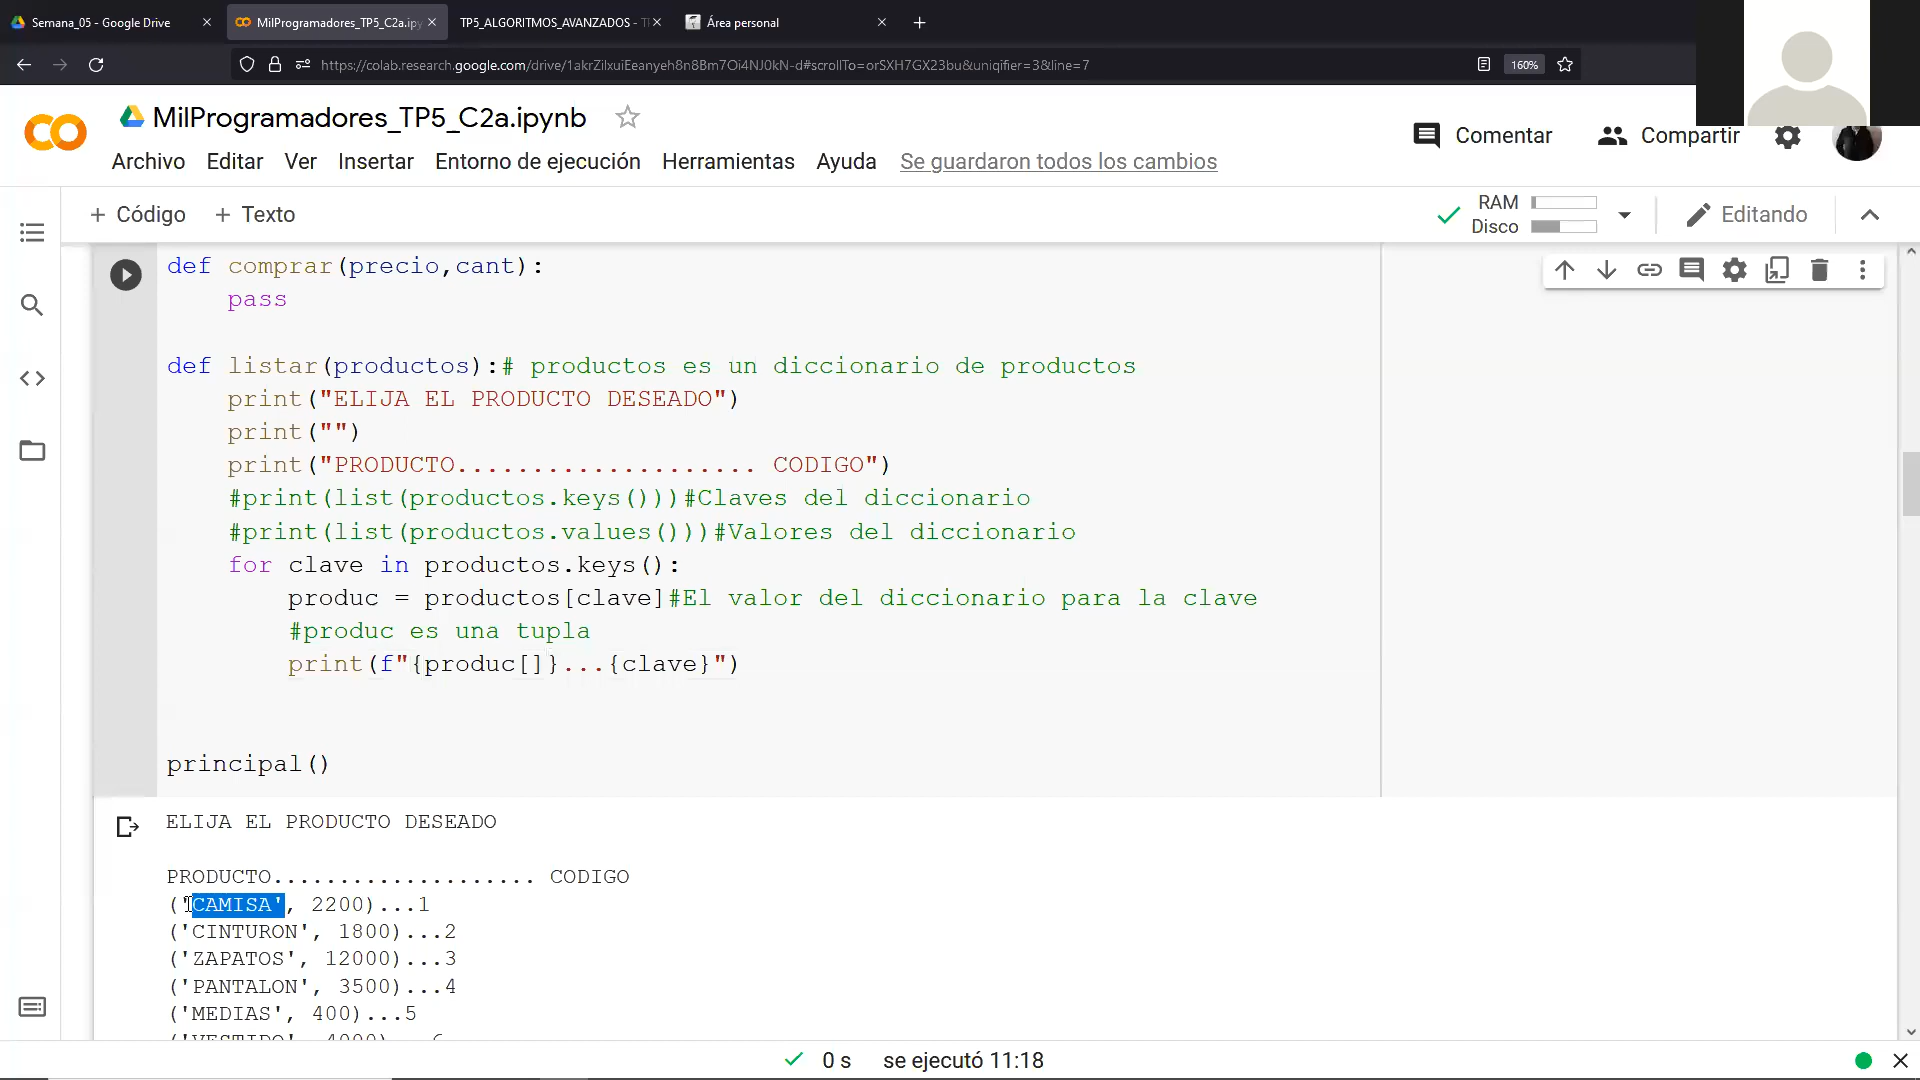 Semana_05 - Google Drive
MilProgramadores_TP5_C2a.ipy
TP5_ALGORITMOS_AVANZADOS - T
Área personal
https://colab.research.google.com/drive/1akrZilxuiEeanyeh8n8Bm7Oi4NJ0kN-d#scrollTo=orSXH7GX23bu&uniqifier=3&line=7
160%
CO
MilProgramadores_TP5_C2a.ipynb
Comentar
Compartir
Archivo Editar Ver Insertar Entorno de ejecución Herramientas Ayuda Se guardaron todos los cambios
+ Código + Texto
RAM
Disco
Editando
def comprar(precio,cant):
pass
def listar(productos):# productos es un diccionario de productos
print("ELIJA EL PRODUCTO DESEADO")
print("")
print("PRODUCTO.................... CODIGO")
#print(list(productos.keys()))#Claves del diccionario
#print(list(productos.values()))#Valores del diccionario
for clave in productos.keys():
produc = productos[clave]#El valor del diccionario para la clave
#produc es una tupla
print(f"{produc[]}...{clave}")
principal()
ELIJA EL PRODUCTO DESEADO
PRODUCTO.................... CODIGO
('CAMISA', 2200)...1
('CINTURON', 1800)...2
('ZAPATOS', 12000)...3
('PANTALON', 3500)...4
('MEDIAS', 400)...5
('VESTIDO', 4000)...6
0 s se ejecutó 11:18